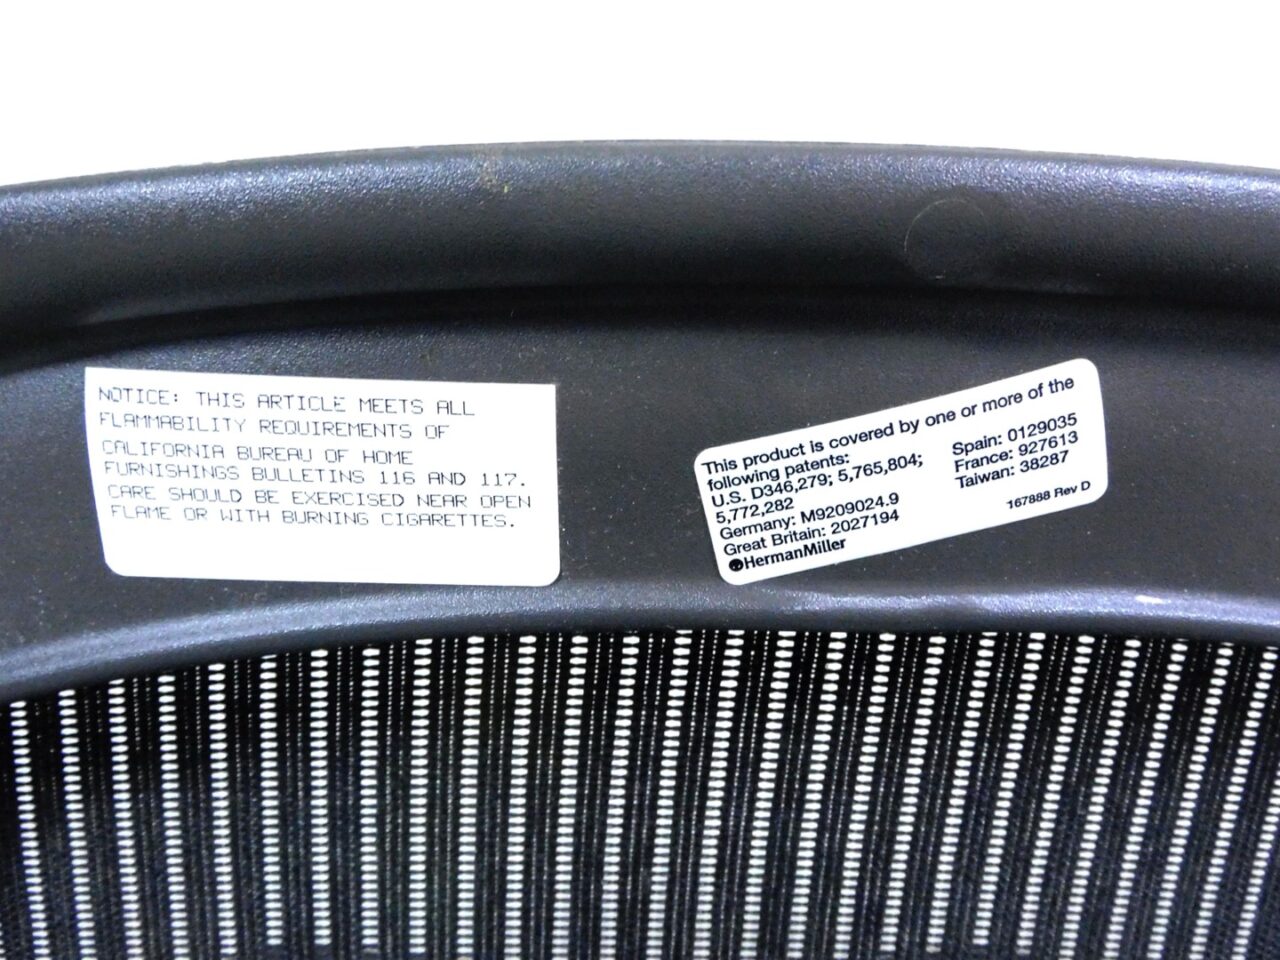 NOTICE: THIS ARTICLE MEETS ALL
FLAMMABILITY REQUIREMENTS OF
CALIFORNIA BUREAU OF HOME
FURNISHINGS BULLETINS 116 AND 117.
CARE SHOULD BE EXERCISED NEAR OPEN
FLAME OR WITH BURNING CIGARETTES.
This product is covered by one or more of the
following patents:
U.S. D346,279; 5,765,804;
5,772,282
Germany: M9209024.9
Great Britain: 2027194
HermanMiller
Spain: 0129035
France: 927613
Taiwan: 38287
167888 Rev D